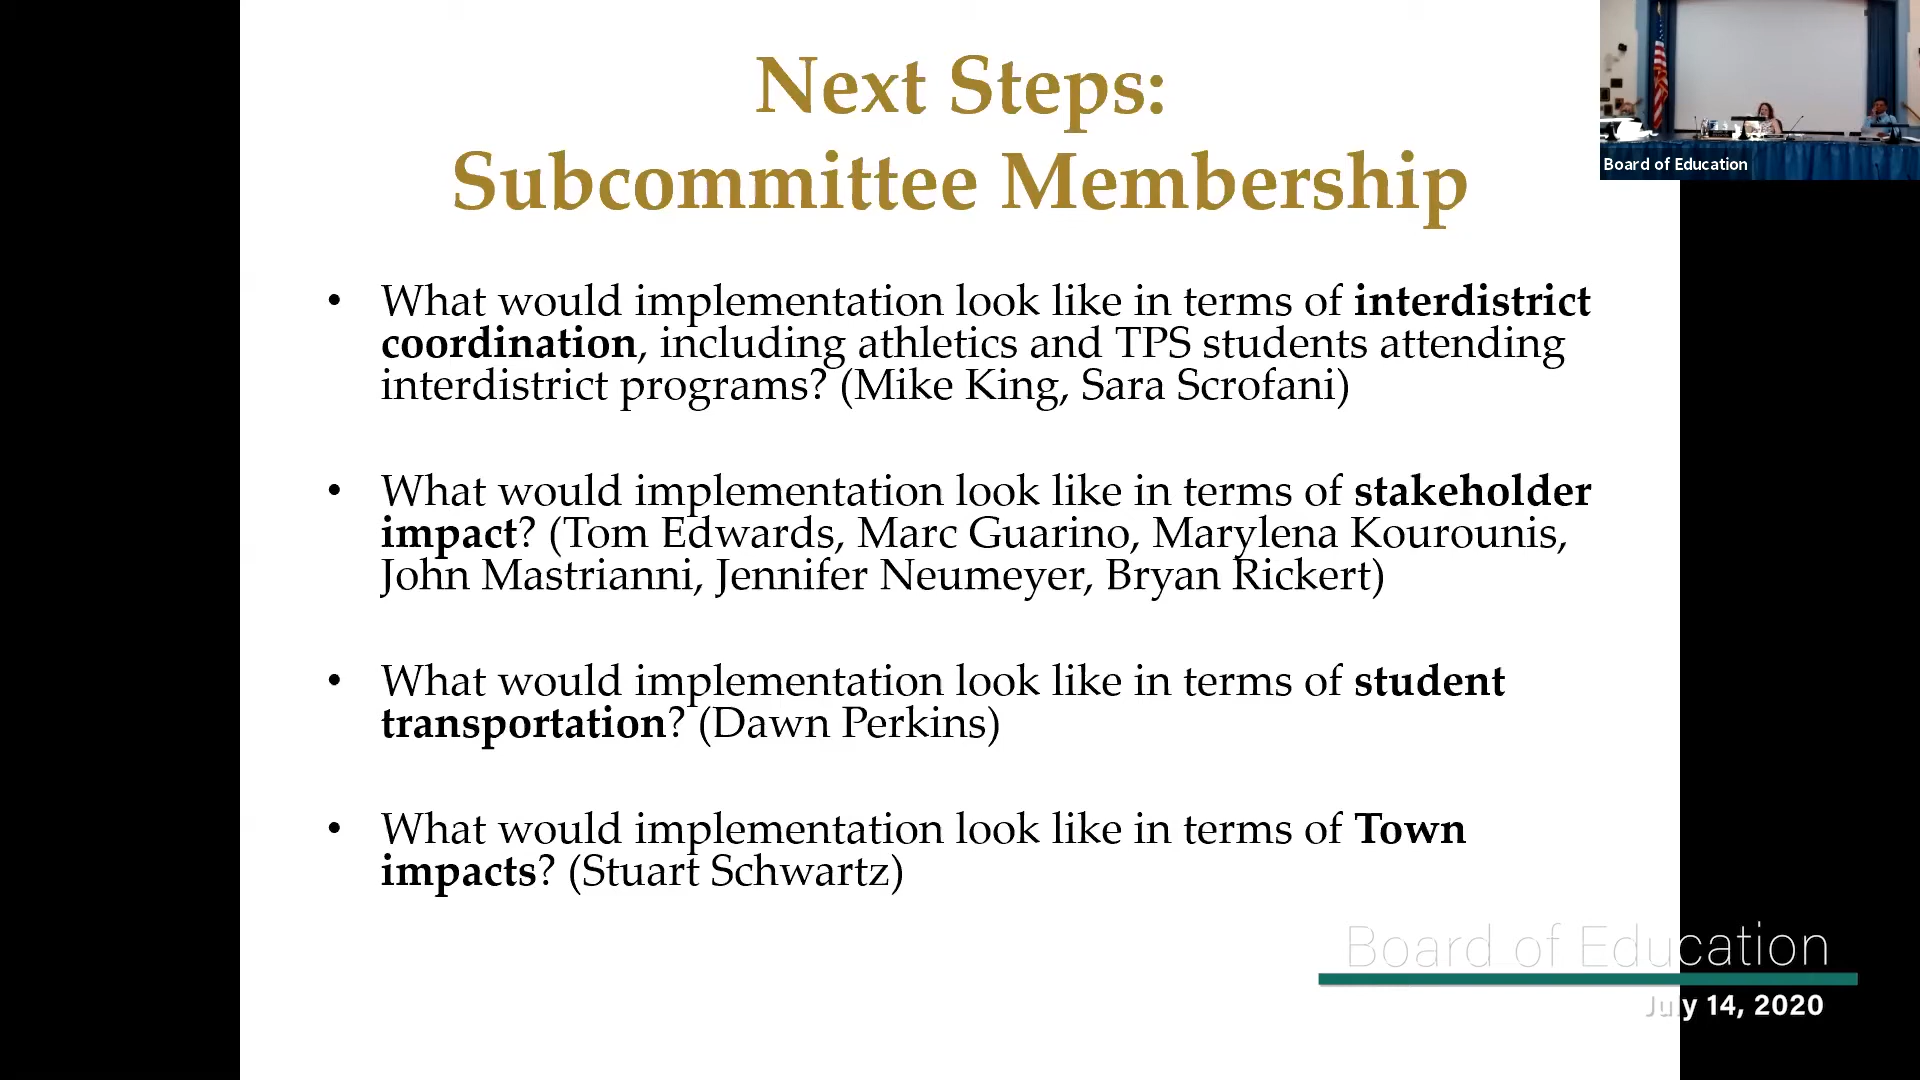 Next Steps:
Subcommittee Membership
Board of Education
• What would implementation look like in terms of interdistrict
coordination, including athletics and TPS students attending
interdistrict programs? (Mike King, Sara Scrofani)
• What would implementation look like in terms of stakeholder
impact? (Tom Edwards, Marc Guarino, Marylena Kourounis,
John Mastrianni, Jennifer Neumeyer, Bryan Rickert)
• What would implementation look like in terms of student
transportation? (Dawn Perkins)
• What would implementation look like in terms of Town
impacts? (Stuart Schwartz)
Board of Education
July 14, 2020